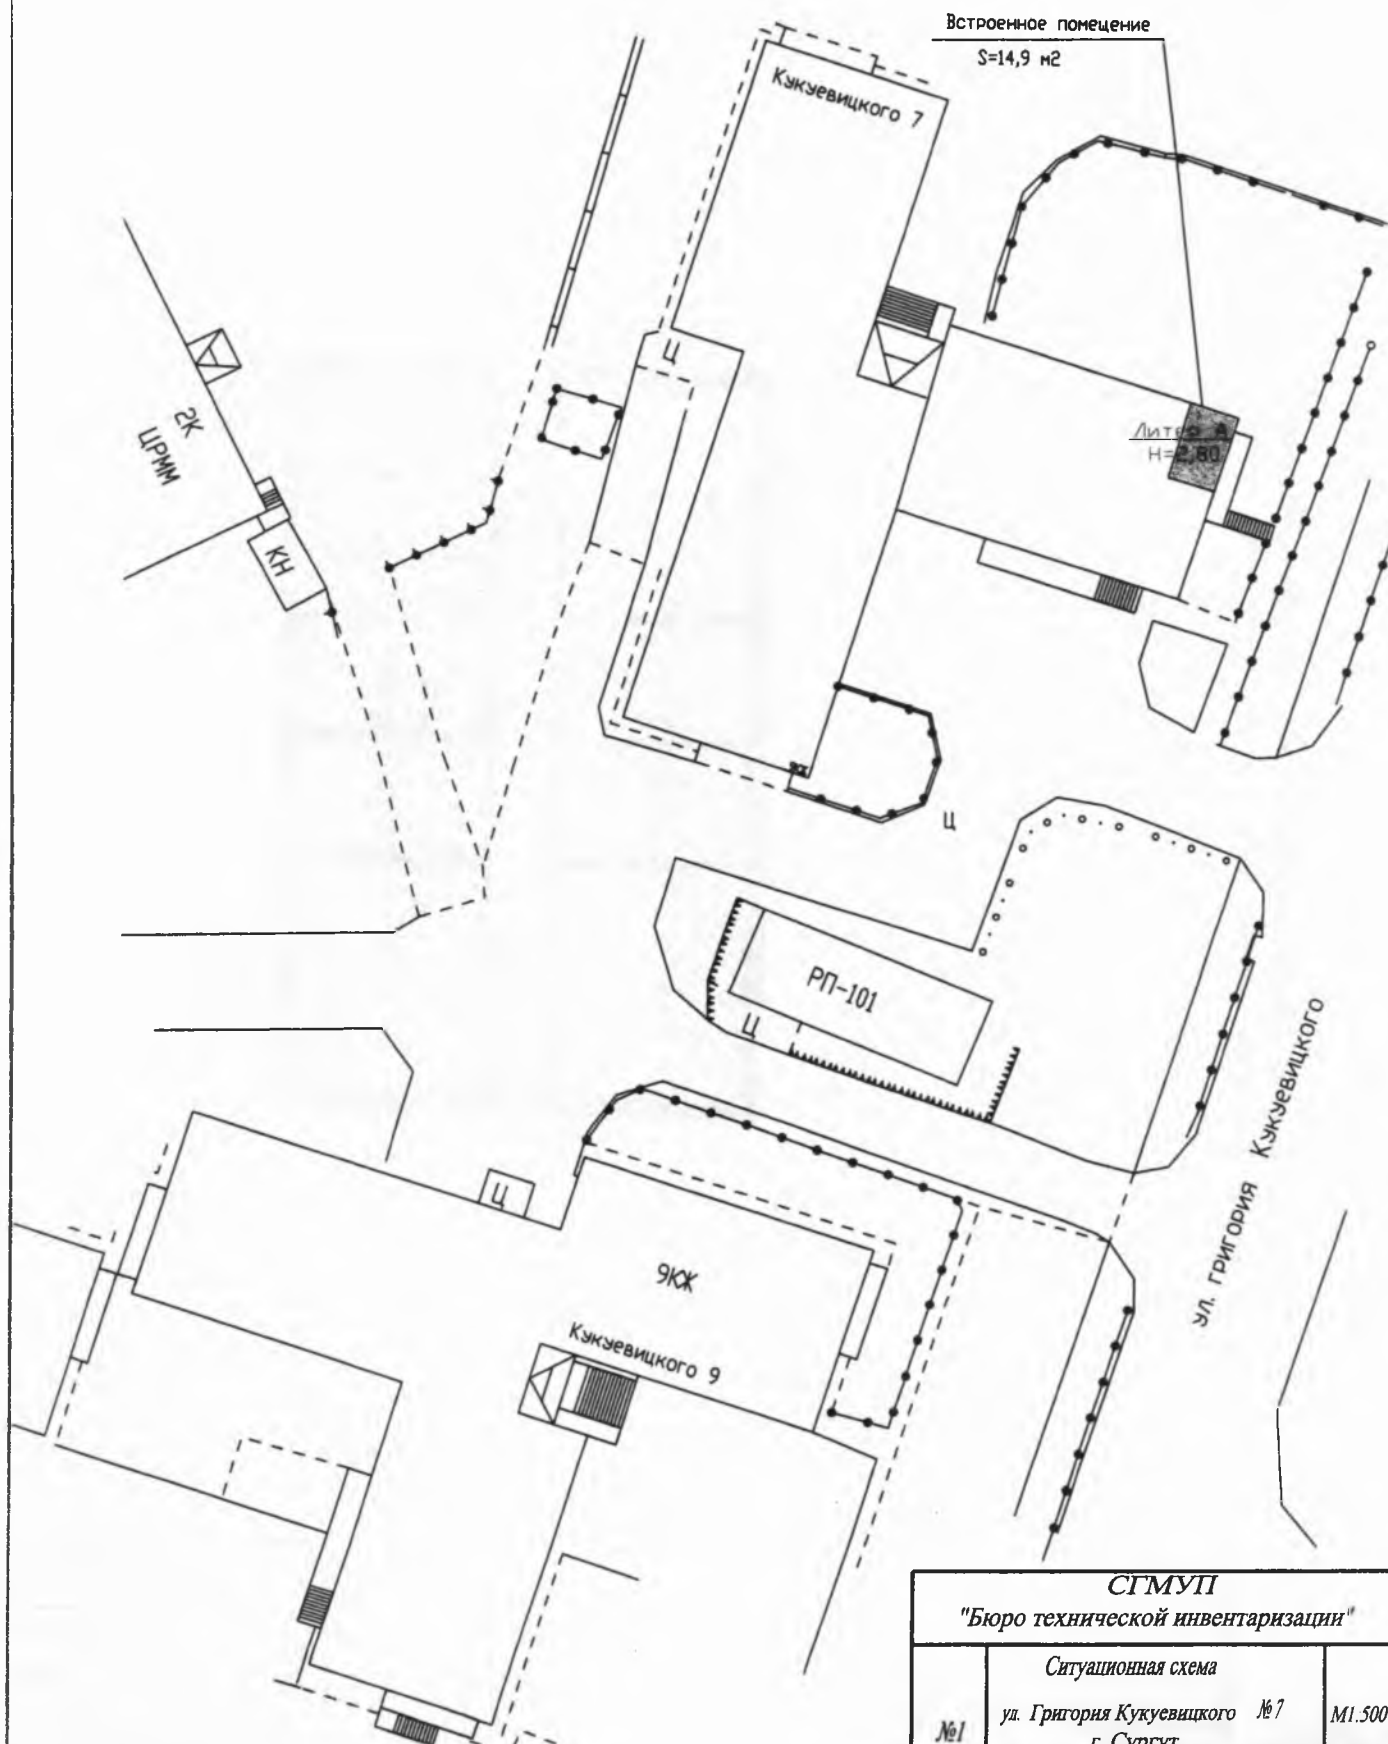 Встроенное помещение
S=14,9 м2
Кукуевицкого 7
Ц
Литер А
Н=2,80
2К
ЦРММ
КН
Ц
РП-101
Ц
ул. Григория Кукуевицкого
Ц
9КЖ
Кукуевицкого 9
СГМУП
"Бюро технической инвентаризации"
Ситуационная схема
ул. Григория Кукуевицкого №7
М1:500
№1
г. Сургут